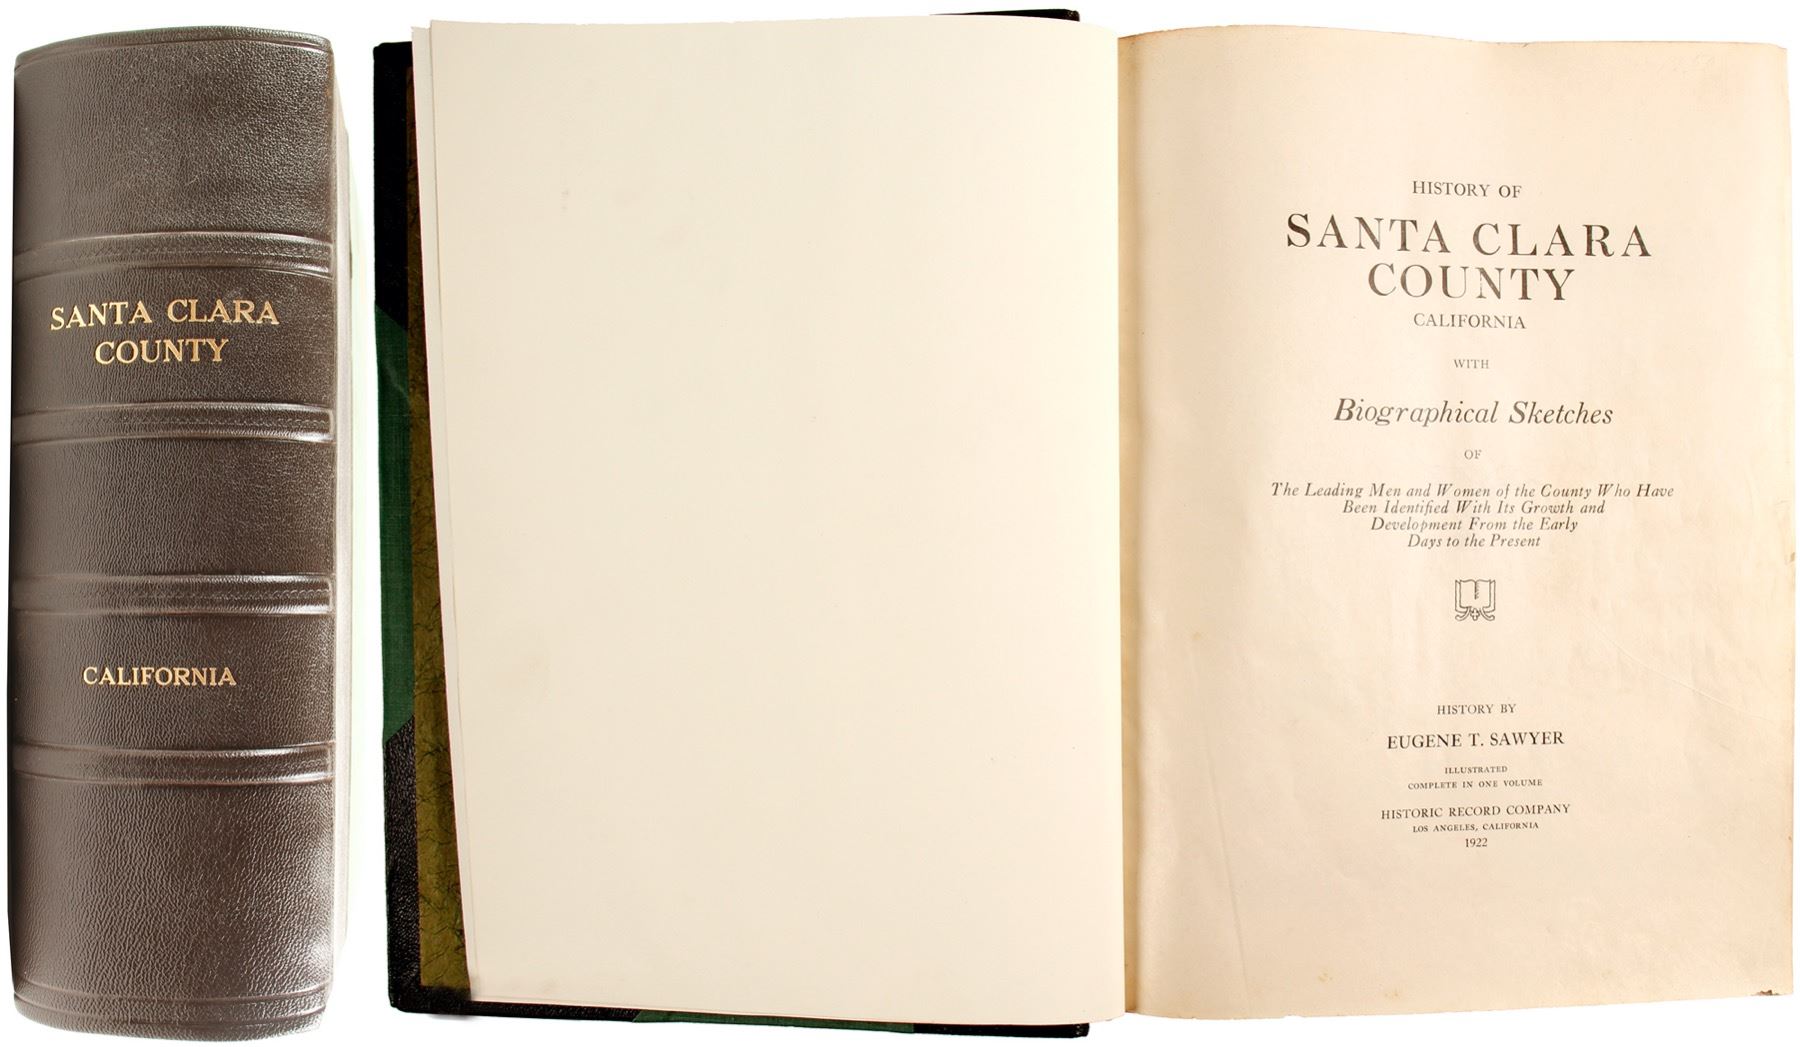 SANTA CLARA
COUNTY
CALIFORNIA
HISTORY OF
SANTA CLARA
COUNTY
CALIFORNIA
WITH
Biographical Sketches
OF
The Leading Men and Women of the County Who Have
Been Identified With Its Growth and
Development From the Early
Days to the Present
HISTORY BY
EUGENE T. SAWYER
ILLUSTRATED
COMPLETE IN ONE VOLUME
HISTORIC RECORD COMPANY
LOS ANGELES, CALIFORNIA
1922